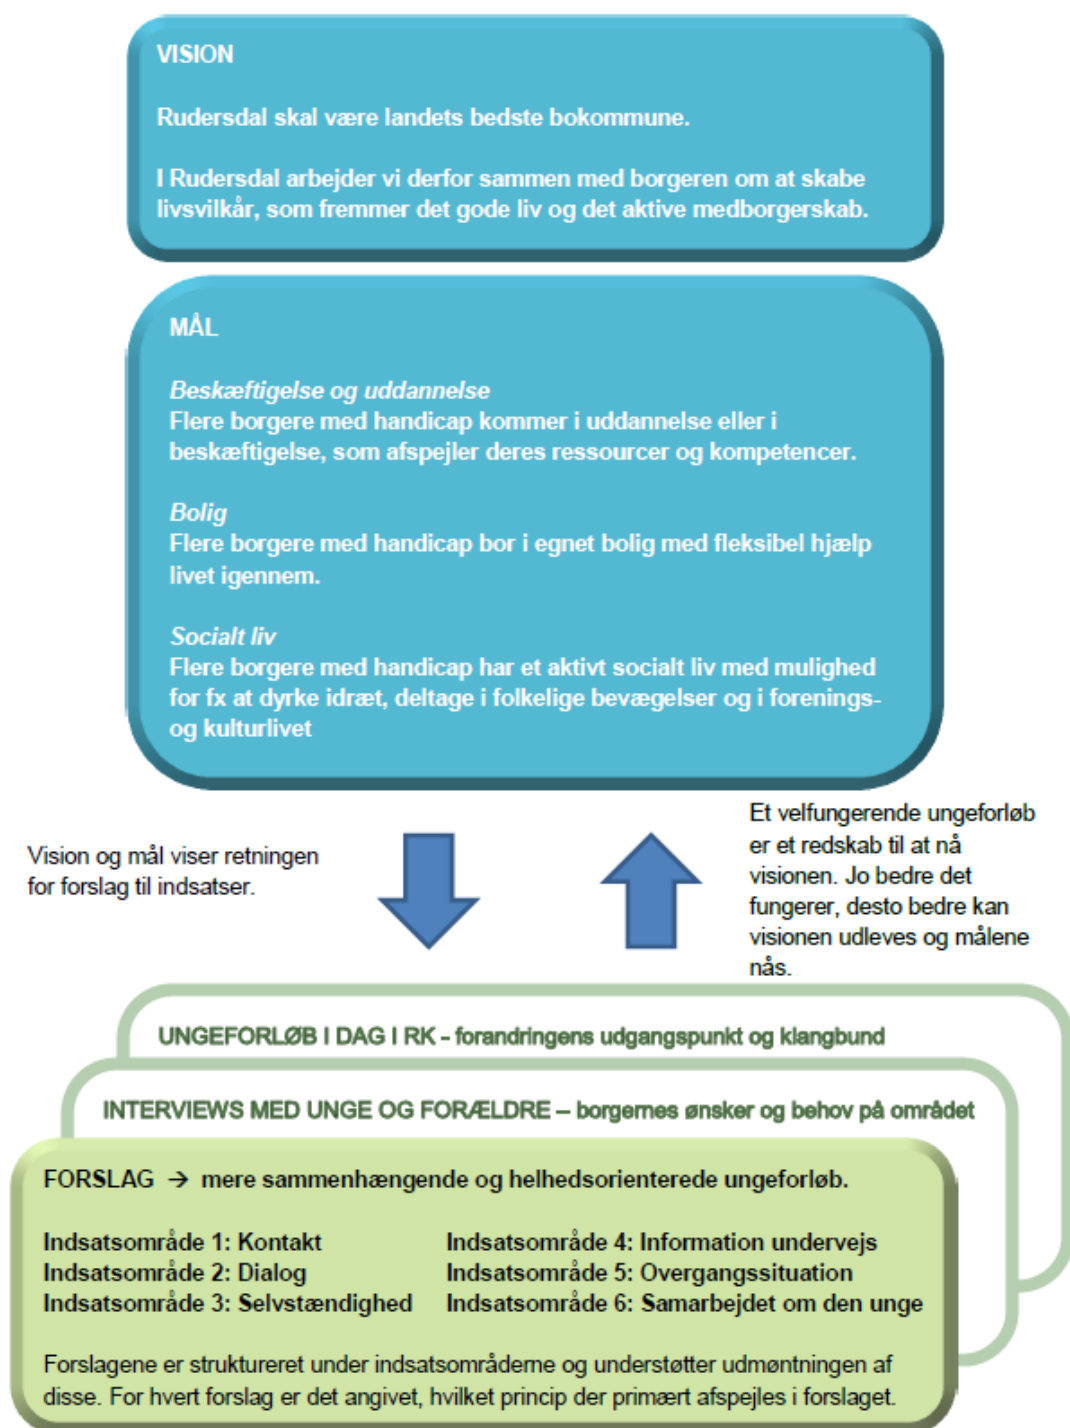 VISION
Rudersdal skal være landets bedste bokommune.
I Rudersdal arbejder vi derfor sammen med borgeren om at skabe
livsvilkår, som fremmer det gode liv og det aktive medborgerskab.
MÅL
Beskæftigelse og uddannelse
Flere borgere med handicap kommer i uddannelse eller i
beskæftigelse, som afspejler deres ressourcer og kompetencer.
Bolig
Flere borgere med handicap bor i egnet bolig med fleksibel hjælp
livet igennem.
Socialt liv
Flere borgere med handicap har et aktivt socialt liv med mulighed
for fx at dyrke idræt, deltage i folkelige bevægelser og i forenings-
og kulturlivet
Vision og mål viser retningen
for forslag til indsatser.
Et velfungerende ungeforløb
er et redskab til at nå
visionen. Jo bedre det
fungerer, desto bedre kan
visionen udleves og målene
nås.
UNGEFORLØB I DAG I RK - forandringens udgangspunkt og klangbund
INTERVIEWS MED UNGE OG FORÆLDRE – borgernes ønsker og behov på området
FORSLAG → mere sammenhængende og helhedsorienterede ungeforløb.
Indsatsområde 1: Kontakt
Indsatsområde 2: Dialog
Indsatsområde 3: Selvstændighed
Indsatsområde 4: Information undervejs
Indsatsområde 5: Overgangssituation
Indsatsområde 6: Samarbejdet om den unge
Forslagene er struktureret under indsatsområderne og understøtter udmøntningen af
disse. For hvert forslag er det angivet, hvilket princip der primært afspejles i forslaget.